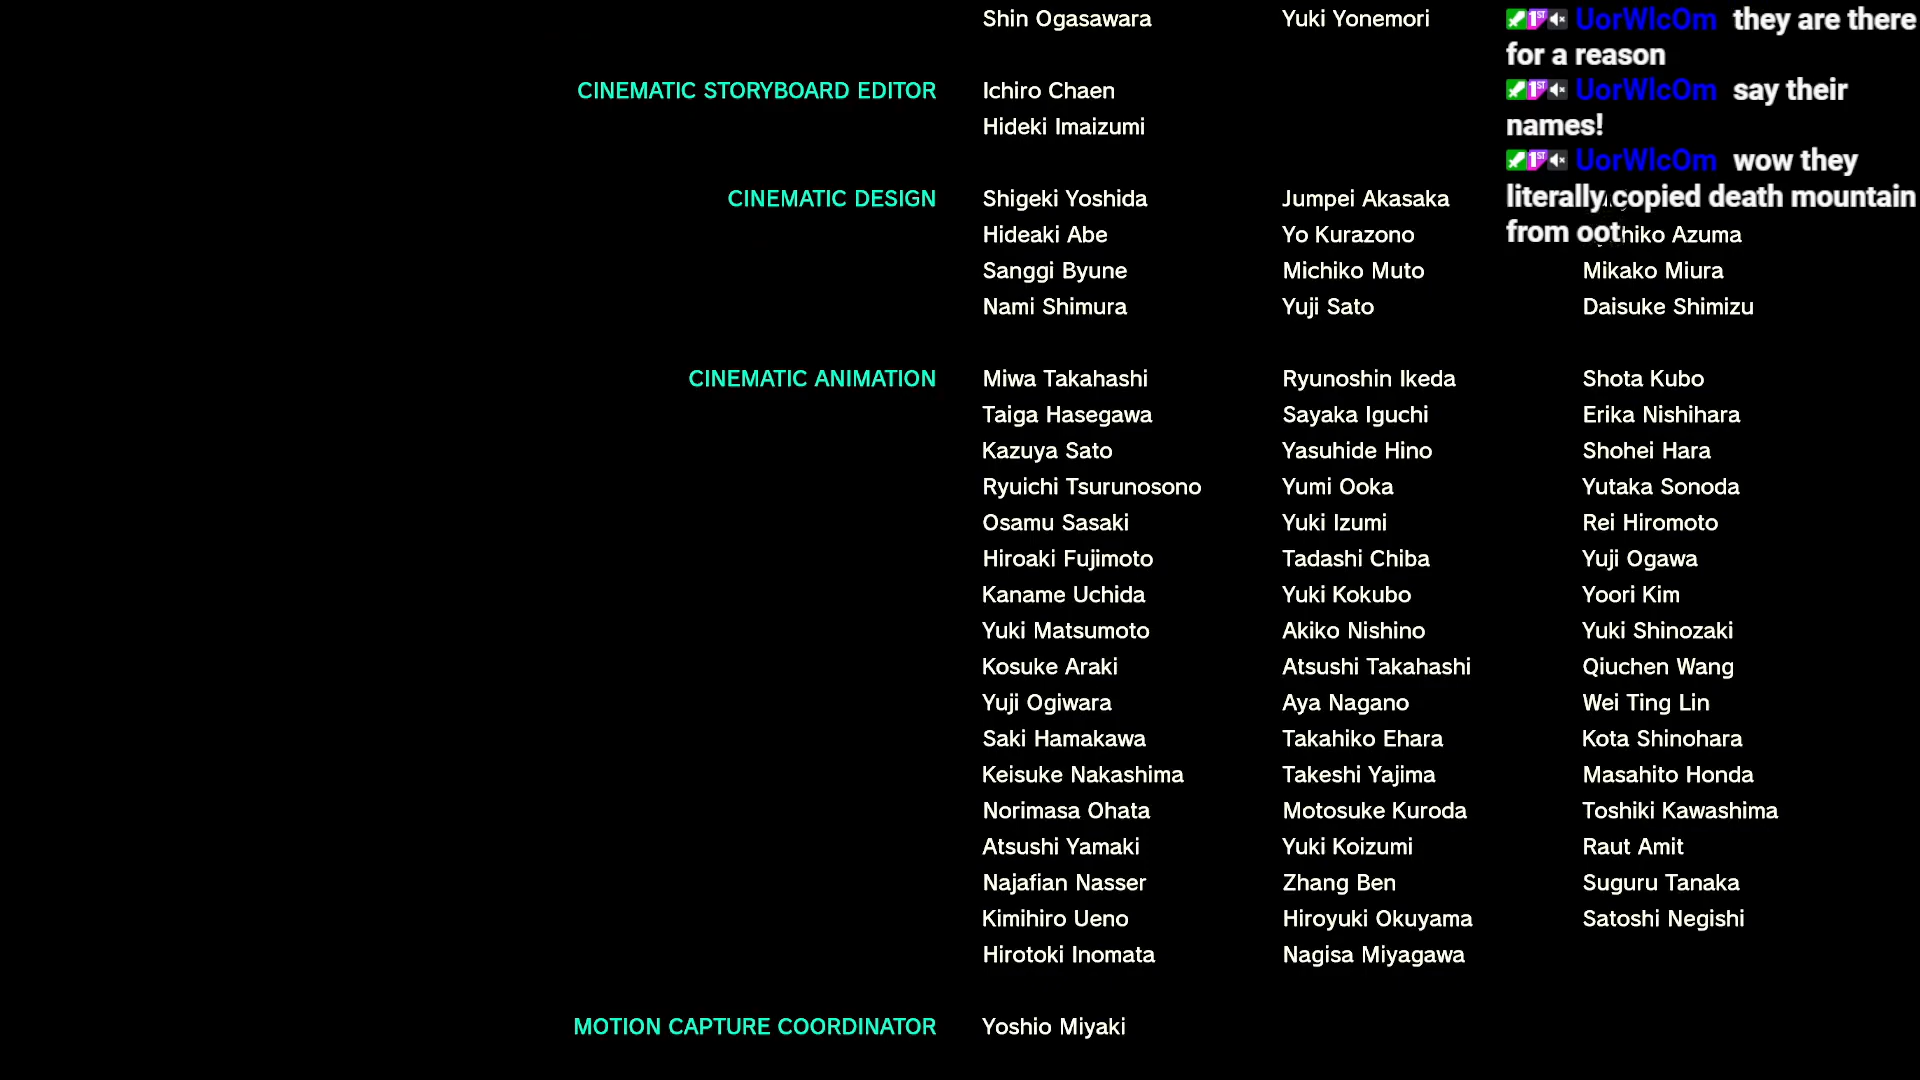 Shin Ogasawara Yuki Yonemori
CINEMATIC STORYBOARD EDITOR Ichiro Chaen
Hideki Imaizumi
CINEMATIC DESIGN Shigeki Yoshida Jumpei Akasaka
Hideaki Abe Yo Kurazono hiko Azuma
Sanggi Byune Michiko Muto Mikako Miura
Nami Shimura Yuji Sato Daisuke Shimizu
CINEMATIC ANIMATION Miwa Takahashi Ryunoshin Ikeda Shota Kubo
Taiga Hasegawa Sayaka Iguchi Erika Nishihara
Kazuya Sato Yasuhide Hino Shohei Hara
Ryuichi Tsurunosono Yumi Ooka Yutaka Sonoda
Osamu Sasaki Yuki Izumi Rei Hiromoto
Hiroaki Fujimoto Tadashi Chiba Yuji Ogawa
Kaname Uchida Yuki Kokubo Yoori Kim
Yuki Matsumoto Akiko Nishino Yuki Shinozaki
Kosuke Araki Atsushi Takahashi Qiuchen Wang
Yuji Ogiwara Aya Nagano Wei Ting Lin
Saki Hamakawa Takahiko Ehara Kota Shinohara
Keisuke Nakashima Takeshi Yajima Masahito Honda
Norimasa Ohata Motosuke Kuroda Toshiki Kawashima
Atsushi Yamaki Yuki Koizumi Raut Amit
Najafian Nasser Zhang Ben Suguru Tanaka
Kimihiro Ueno Hiroyuki Okuyama Satoshi Negishi
Hirotoki Inomata Nagisa Miyagawa
MOTION CAPTURE COORDINATOR Yoshio Miyaki
1ST UorWlcOm they are there
for a reason
1ST UorWlcOm say their
names!
1ST UorWlcOm wow they
literally copied death mountain
from oot